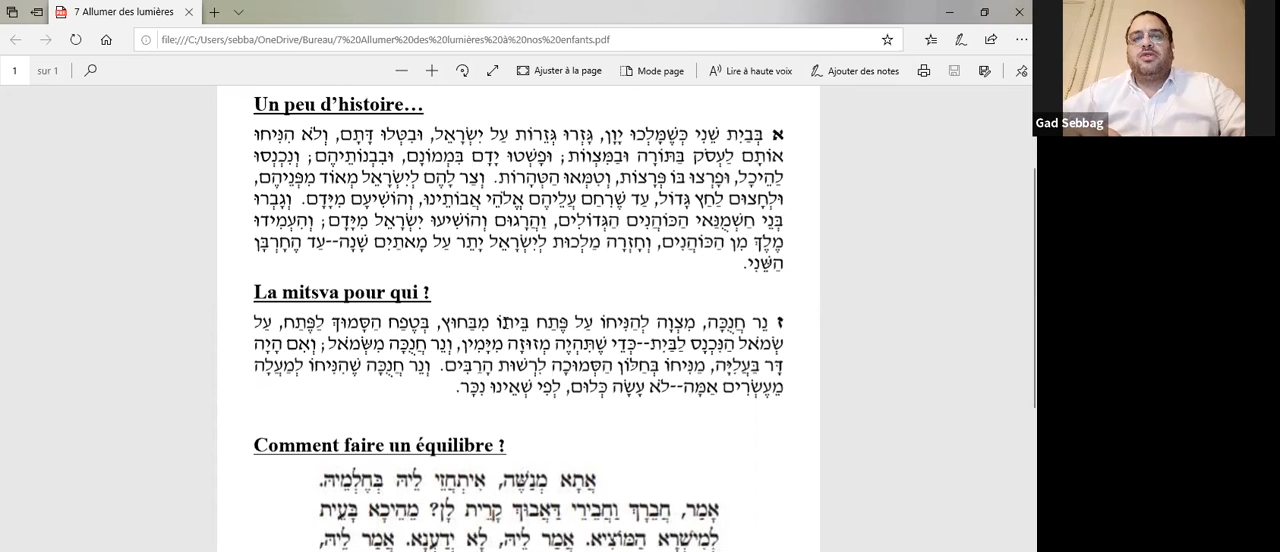 7 Allumer des lumières
file:///C:/Users/sebba/OneDrive/Bureau/7%20Allumer%20des%20lumières%20à%20nos%20enfants.pdf
1 sur 1 Ajuster à la page Mode page Lire à haute voix Ajouter des notes
Gad Sebbag
Un peu d'histoire…
א בְּבַיִת שֵׁנִי כְּשֶׁמָּלְכוּ יָוָן, גָּזְרוּ גְּזֵרוֹת עַל יִשְׂרָאֵל, וּבִטְּלוּ דָּתָם, וְלֹא הִנִּיחוּ
אוֹתָם לַעְסֹק בַּתּוֹרָה וּבַמִּצְווֹת; וּפָשְׁטוּ יָדָם בְּמָמוֹנָם, וּבִבְנוֹתֵיהֶם; וְנִכְנְסוּ
לַהֵיכָל, וּפָרְצוּ בּוֹ פְּרָצוֹת, וְטִמְּאוּ הַטְּהָרוֹת. וְצַר לָהֶם לְיִשְׂרָאֵל מְאוֹד מִפְּנֵיהֶם,
וּלְחָצוּם לַחַץ גָּדוֹל, עַד שֶׁרִחַם עֲלֵיהֶם אֱלֹהֵי אֲבוֹתֵינוּ, וְהוֹשִׁיעָם מִיָּדָם. וְגָבְרוּ
בְּנֵי חַשְׁמֻנַּאי הַכּוֹהֲנִים הַגְּדוֹלִים, וַהֲרָגוּם וְהוֹשִׁיעוּ יִשְׂרָאֵל מִיָּדָם; וְהִעְמִידוּ
מֶלֶךְ מִן הַכּוֹהֲנִים, וְחָזְרָה מַלְכוּת לְיִשְׂרָאֵל יָתֵר עַל מָאתַיִם שָׁנָה--עַד הַחֻרְבָּן
הַשֵּׁנִי.
La mitsva pour qui ?
ז נֵר חֲנֻכָּה, מִצְוָה לְהַנִּיחוֹ עַל פֶּתַח בֵּיתוֹ מִבַּחוּץ, בְּטֶפַח הַסָּמוּךְ לַפֶּתַח, עַל
שְׂמֹאל הַנִּכְנָס לַבַּיִת--כְּדֵי שֶׁתִּהְיֶה מְזוּזָה מִיָּמִין, וְנֵר חֲנֻכָּה מִשְּׂמֹאל; וְאִם הָיָה
דָּר בַּעֲלִיָּה, מַנִּיחוֹ בְּחַלּוֹן הַסְּמוּכָה לִרְשׁוּת הָרַבִּים. וְנֵר חֲנֻכָּה שֶׁהִנִּיחוֹ לְמַעְלָה
מֵעֶשְׂרִים אַמָּה--לֹא עָשָׂה כְּלוּם, לְפִי שְׁאֵינוּ נִכָּר.
Comment faire un équilibre ?
אֲתָא מְנַשֶּׁה, אִיתְחֲזֵי לֵיהּ בְּחֶלְמֵיהּ.
אָמַר, חַבְרָךְ וְחַבְרֵי דַּאֲבוּךְ קָרֵית לָן? מֵהֵיכָא בָּעֵית
לְמִישְׁרָא הַמּוֹצִיא. אֲמַר לֵיהּ, לָא יְדַעְנָא. אֲמַר לֵיהּ,